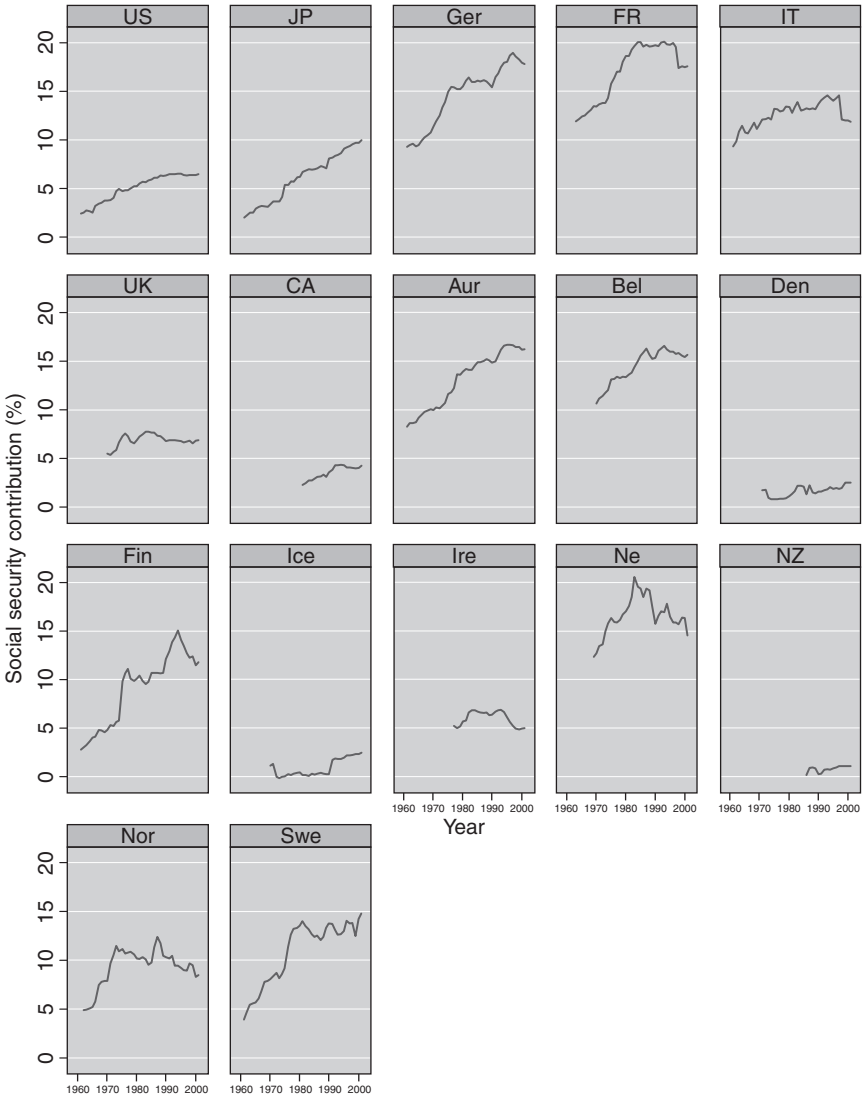 US JP Ger FR IT
20
15
10
5
0
UK CA Aur Bel Den
20
15
10
5
0
Social security contribution (%)
Fin Ice Ire Ne NZ
20
15
10
5
0
1960 1970 1980 1990 2000 1960 1970 1980 1990 2000 1960 1970 1980 1990 2000
Year
Nor Swe
20
15
10
5
0
1960 1970 1980 1990 2000 1960 1970 1980 1990 2000